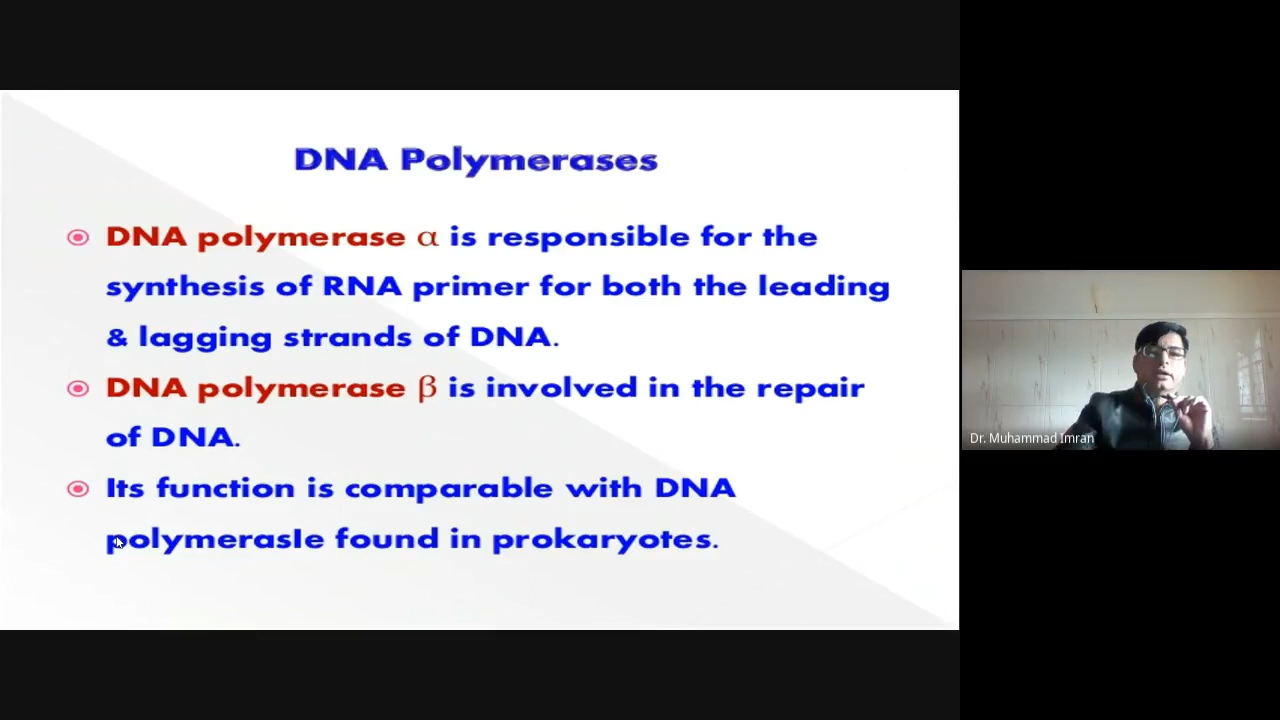 DNA Polymerases
DNA polymerase α is responsible for the
synthesis of RNA primer for both the leading
& lagging strands of DNA.
DNA polymerase β is involved in the repair
of DNA.
Its function is comparable with DNA
polymerasIe found in prokaryotes.
Dr. Muhammad Imran